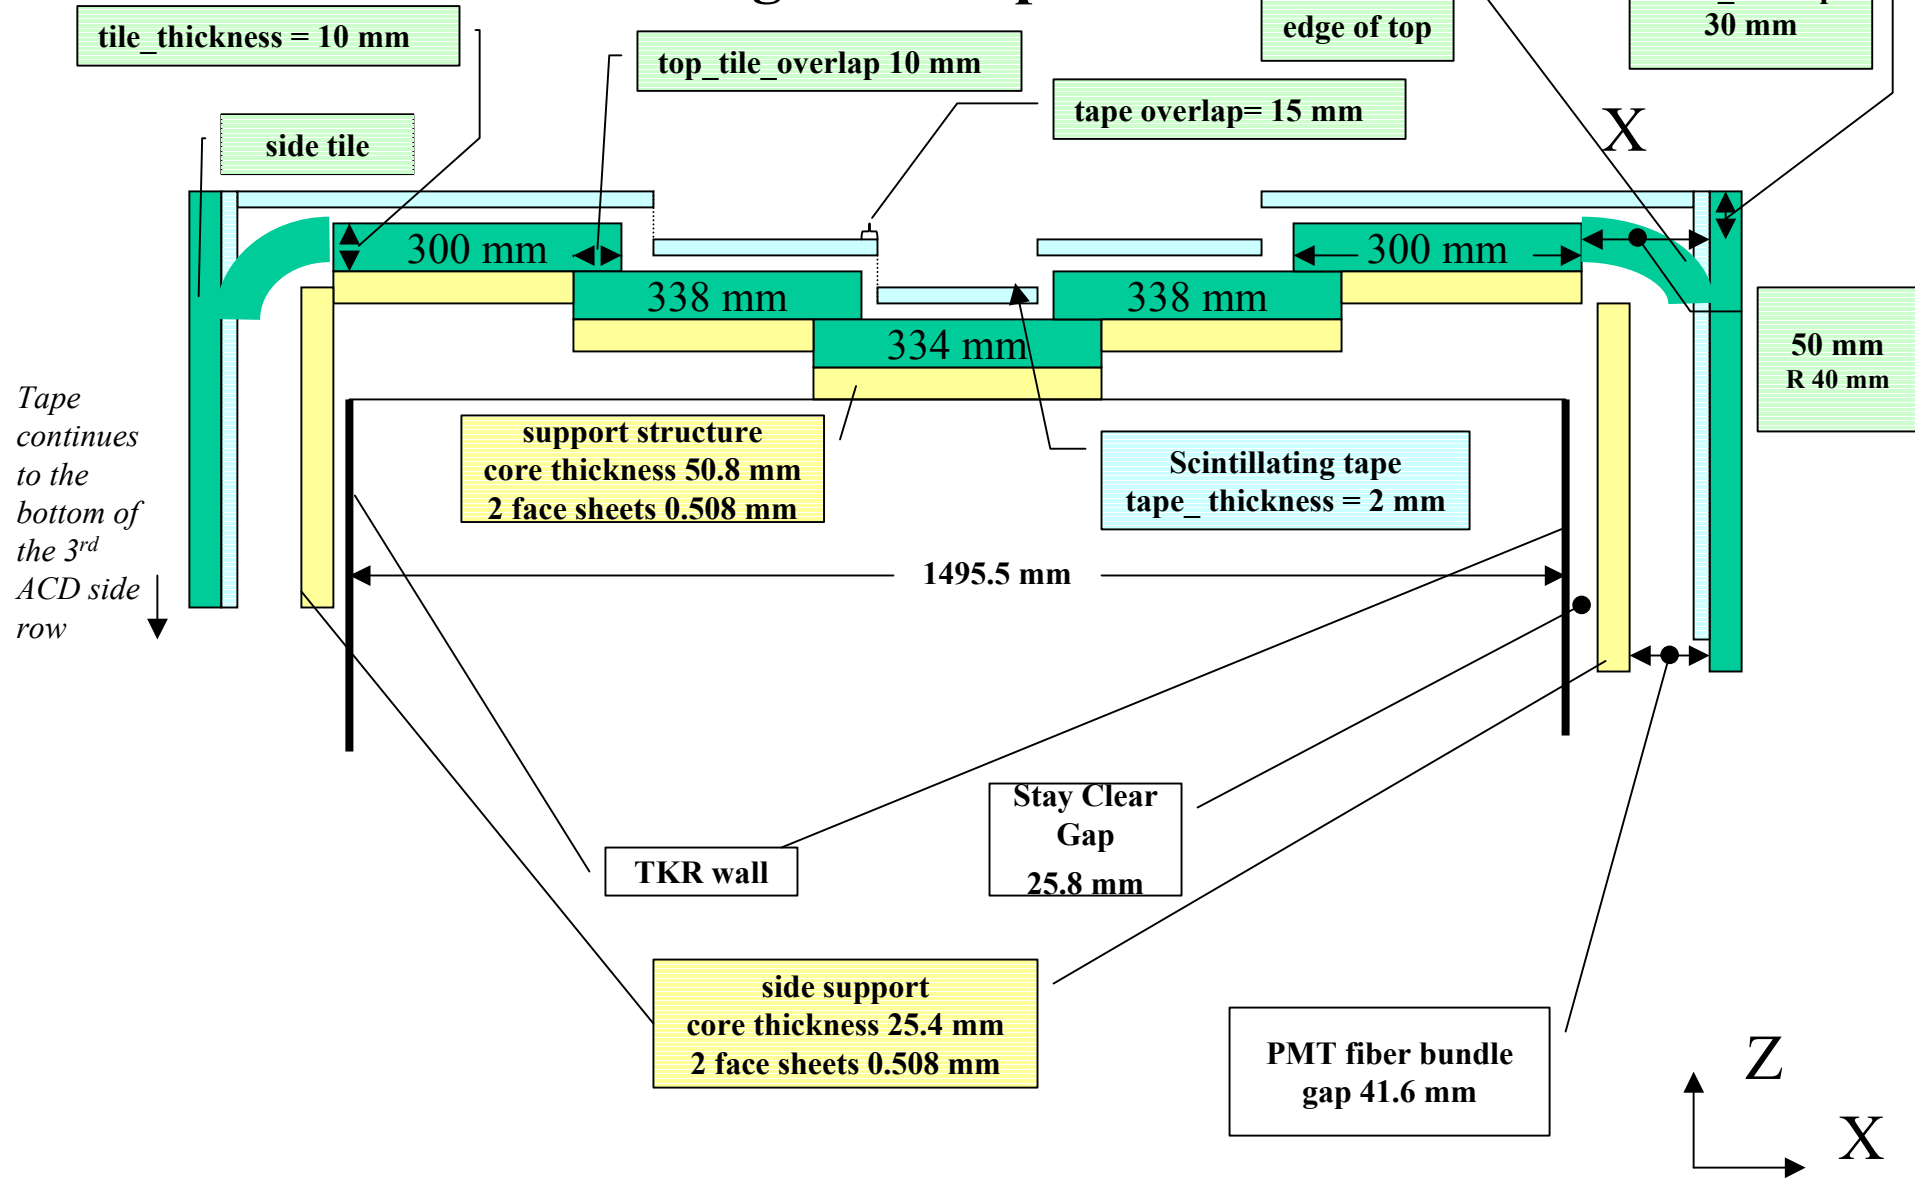 tile_thickness = 10 mm
top_tile_overlap 10 mm
edge of top
30 mm
tape overlap= 15 mm
side tile
X
300 mm
300 mm
338 mm
338 mm
334 mm
50 mm
R 40 mm
Tape
continues
to the
bottom of
the 3rd
ACD side
row
support structure
core thickness 50.8 mm
2 face sheets 0.508 mm
Scintillating tape
tape_ thickness = 2 mm
1495.5 mm
Stay Clear
Gap
25.8 mm
TKR wall
side support
core thickness 25.4 mm
2 face sheets 0.508 mm
PMT fiber bundle
gap 41.6 mm
Z
X